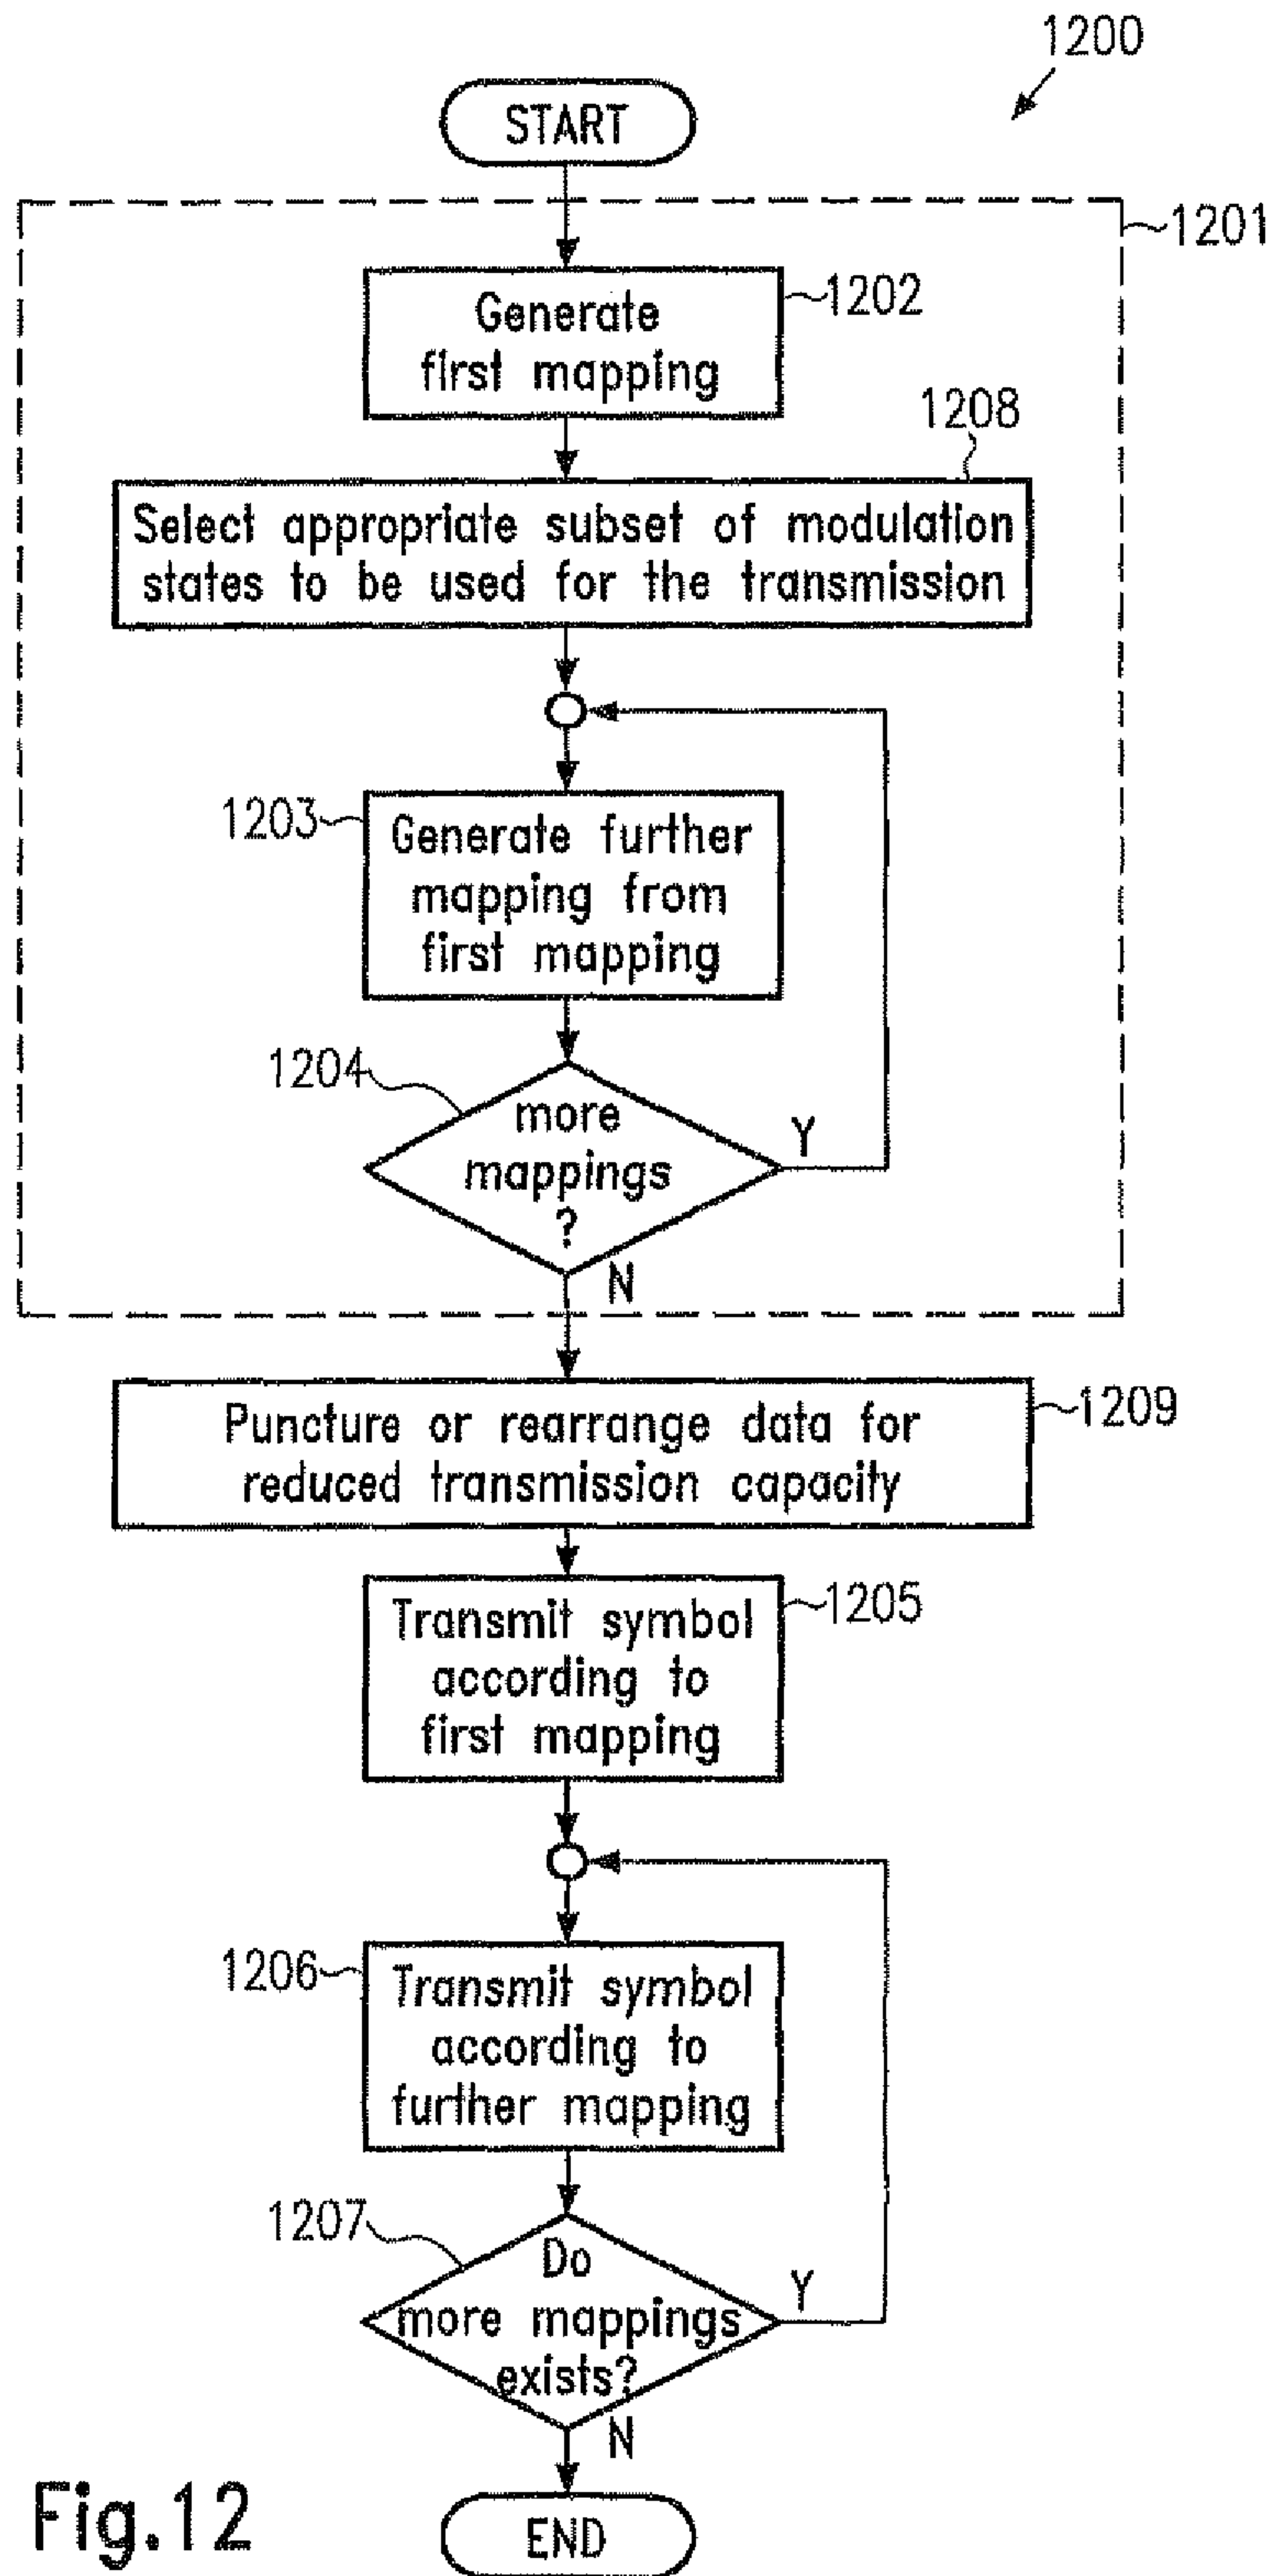 1200
START
1201
1202
Generate
first mapping
1208
Select appropriate subset of modulation
states to be used for the transmission
1203
Generate further
mapping from
first mapping
1204
more
mappings
?
Y
N
1209
Puncture or rearrange data for
reduced transmission capacity
1205
Transmit symbol
according to
first mapping
1206
Transmit symbol
according to
further mapping
1207
Do
more mappings
exists?
Y
N
END
Fig.12